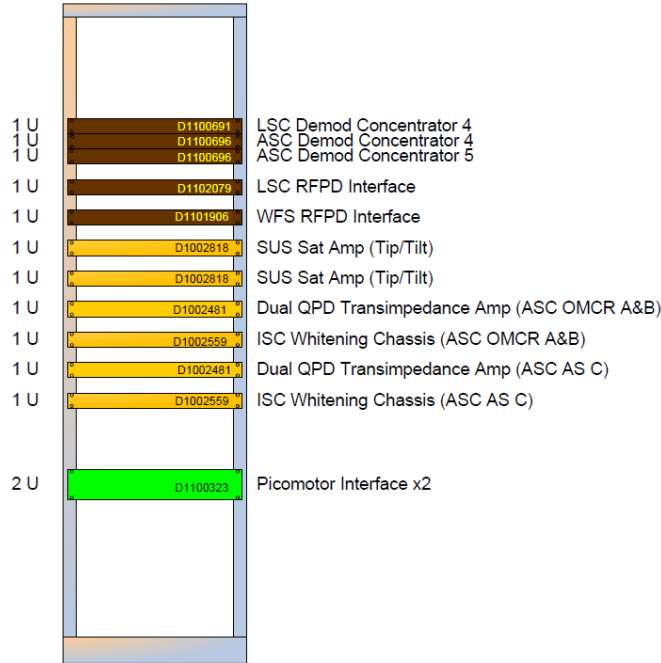 1 U D1100691 LSC Demod Concentrator 4
1 U D1100696 ASC Demod Concentrator 4
1 U D1100696 ASC Demod Concentrator 5
1 U D1102079 LSC RFPD Interface
1 U D1101906 WFS RFPD Interface
1 U D1002818 SUS Sat Amp (Tip/Tilt)
1 U D1002818 SUS Sat Amp (Tip/Tilt)
1 U D1002481 Dual QPD Transimpedance Amp (ASC OMCR A&B)
1 U D1002559 ISC Whitening Chassis (ASC OMCR A&B)
1 U D1002481 Dual QPD Transimpedance Amp (ASC AS C)
1 U D1002559 ISC Whitening Chassis (ASC AS C)
2 U D1100323 Picomotor Interface x2